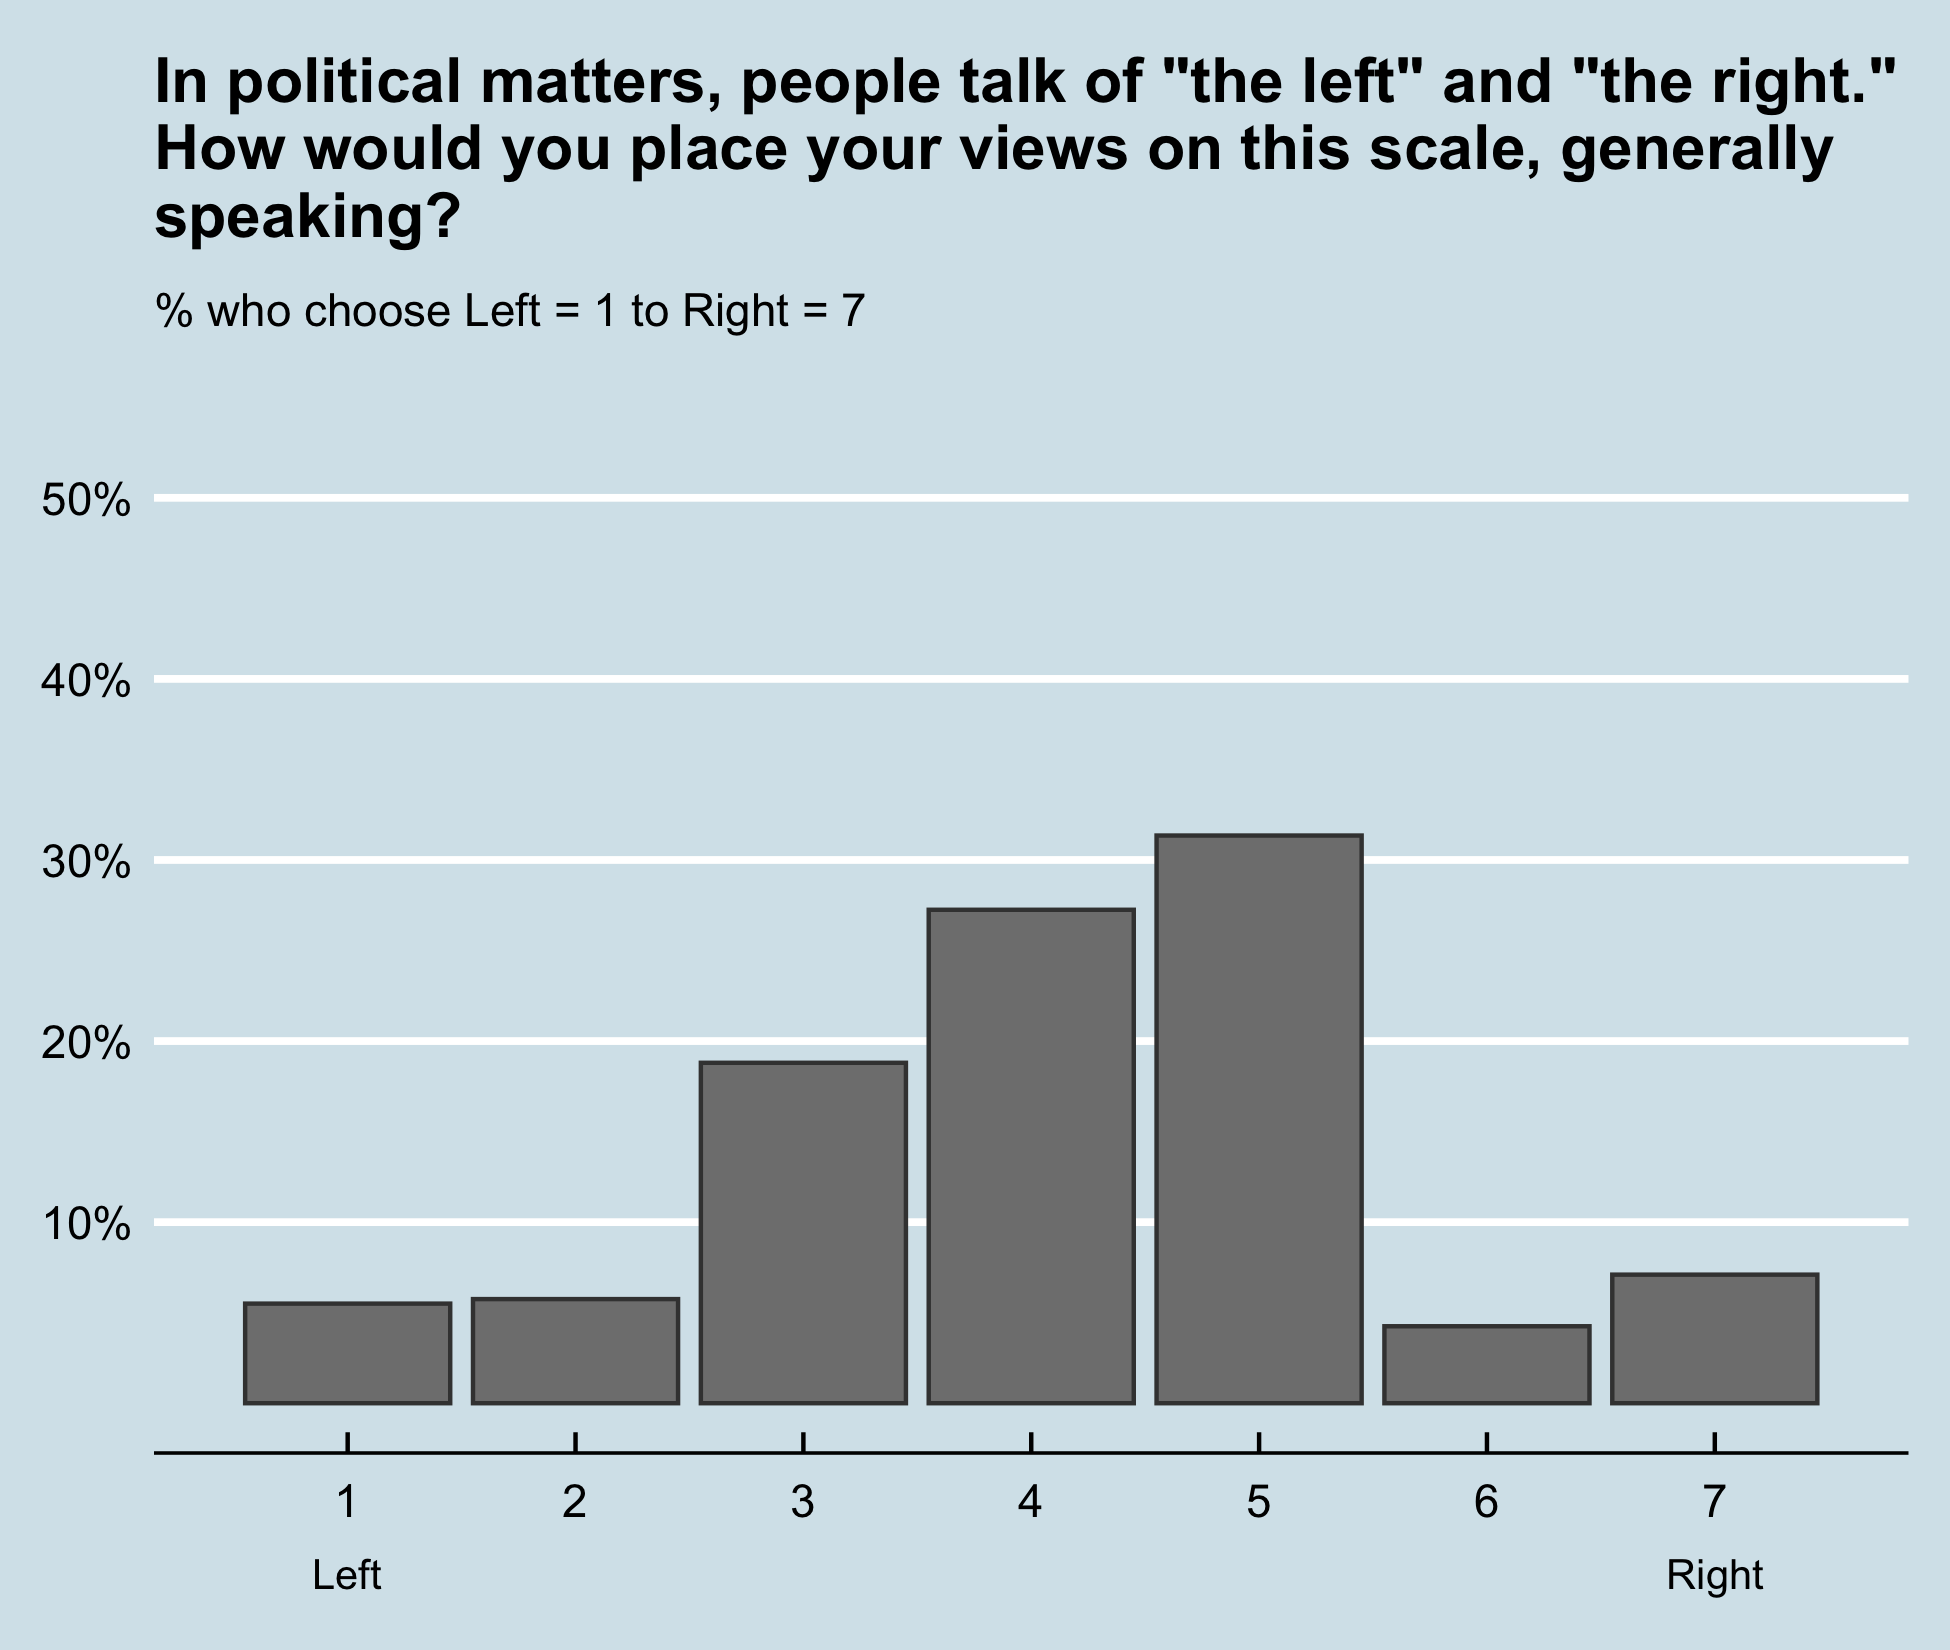 In political matters, people talk of "the left" and "the right."
How would you place your views on this scale, generally
speaking?
% who choose Left = 1 to Right = 7
50%
40%
30%
20%
10%
1 2 3 4 5 6 7
Left Right